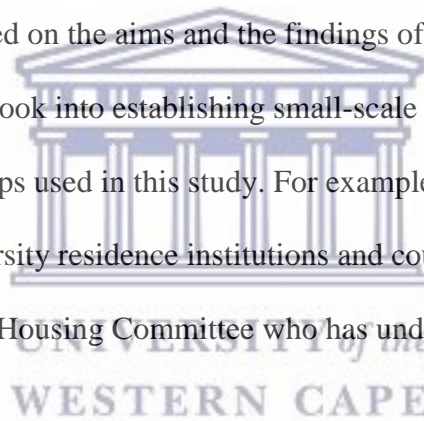 ed on the aims and the findings of
ook into establishing small-scale
ps used in this study. For example
rsity residence institutions and cou
Housing Committee who has und
UNIVERSITY of the
WESTERN CAPE